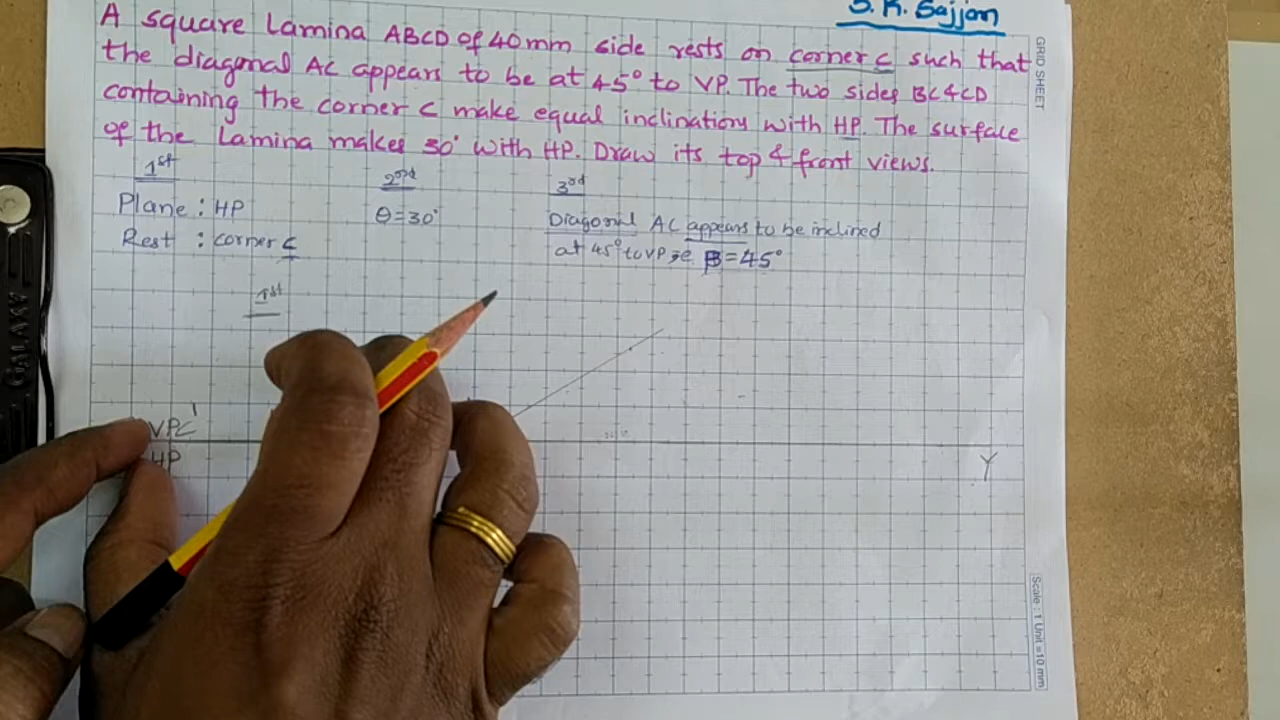 S. R. Sajjan
A square Lamina ABCD of 40mm side rests on corner c such that
the diagonal AC appears to be at 45° to VP. The two sides BC & CD
containing the corner C make equal inclinations with HP. The surface
of the Lamina makes 30° with HP. Draw its top & front views.
1st
Plane : HP
Rest : corner C
2nd
θ = 30°
3rd
Diagonal AC appears to be inclined
at 45° to VP ie β = 45°
1st
VP C'
HP
Y
GRID SHEET
Scale : 1 Unit = 10 mm
GALAX